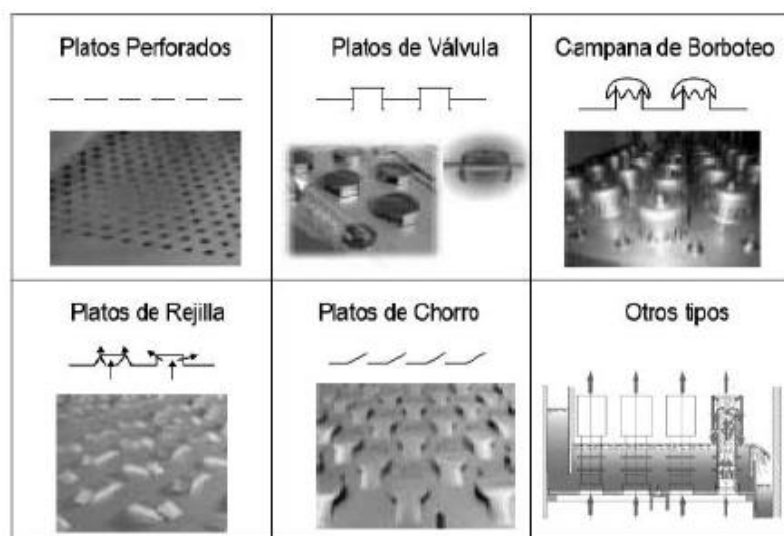 Platos Perforados
Platos de Válvula
Campana de Borboteo
Platos de Rejilla
Platos de Chorro
Otros tipos